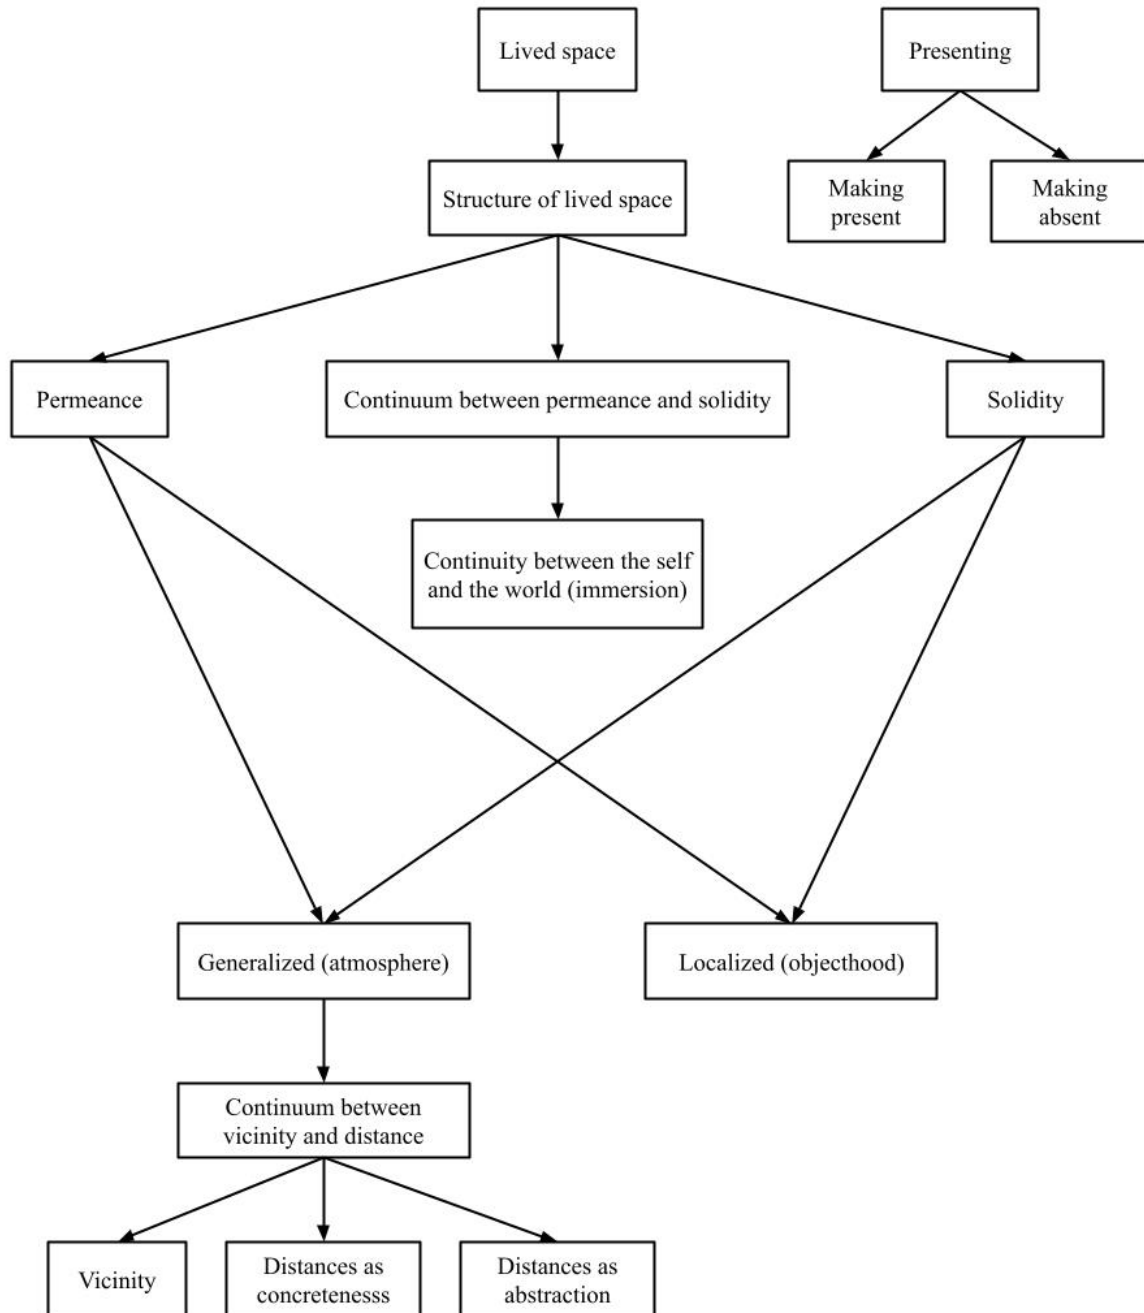 Lived space
Presenting
Structure of lived space
Making
present
Making
absent
Permeance
Continuum between permeance and solidity
Solidity
Continuity between the self
and the world (immersion)
Generalized (atmosphere)
Localized (objecthood)
Continuum between
vicinity and distance
Vicinity
Distances as
concretenesss
Distances as
abstraction